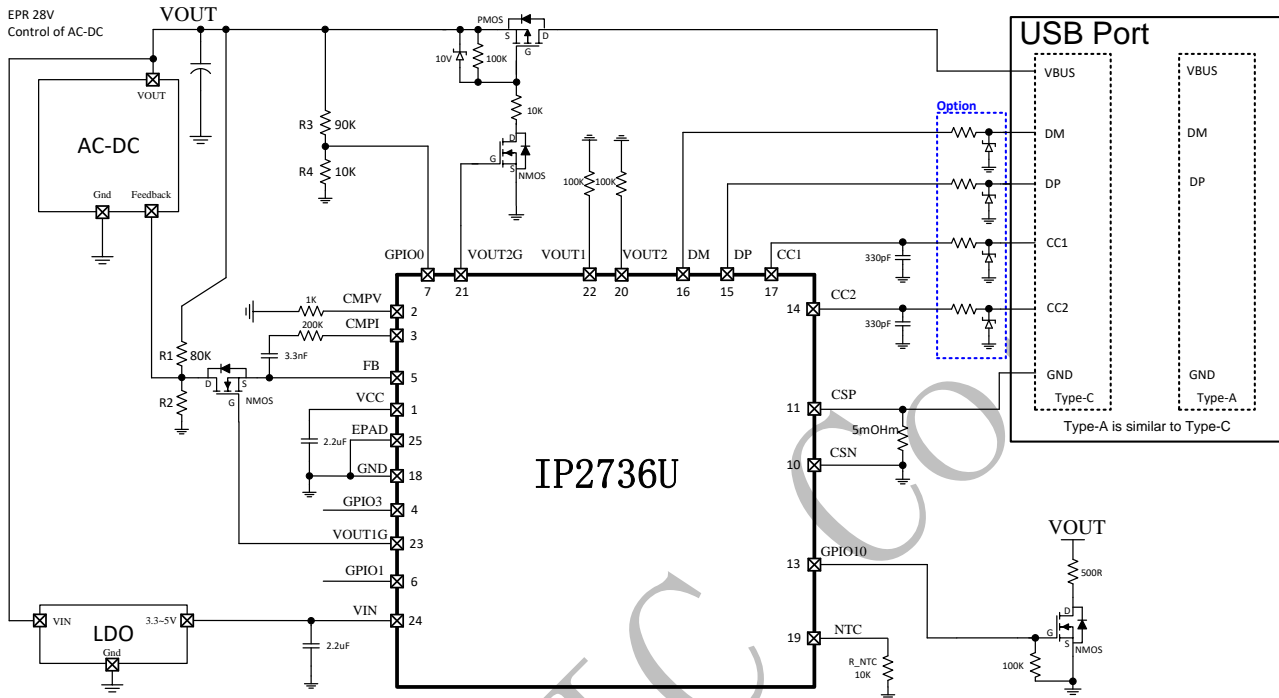 EPR 28V
Control of AC-DC
VOUT
VOUT
AC-DC
Gnd
Feedback
R3
90K
R4
10K
10V
100K
PMOS
S
D
G
10K
D
G
S
NMOS
100K
100K
USB Port
VBUS
DM
DP
CC1
CC2
GND
Type-C
VBUS
DM
DP
GND
Type-A
Type-A is similar to Type-C
Option
330pF
330pF
GPIO0
7
VOUT2G
21
VOUT1
22
VOUT2
20
DM
16
DP
15
CC1
17
CC2
14
R1
80K
R2
D
S
G
NMOS
1K
200K
3.3nF
2.2uF
CMPV
2
CMPI
3
FB
5
VCC
1
EPAD
25
GND
18
GPIO3
4
VOUT1G
23
GPIO1
6
VIN
24
IP2736U
CSP
11
5mOHm
CSN
10
GPIO10
13
NTC
19
R_NTC
10K
VOUT
500R
D
G
S
NMOS
100K
VIN
3.3~5V
LDO
Gnd
2.2uF